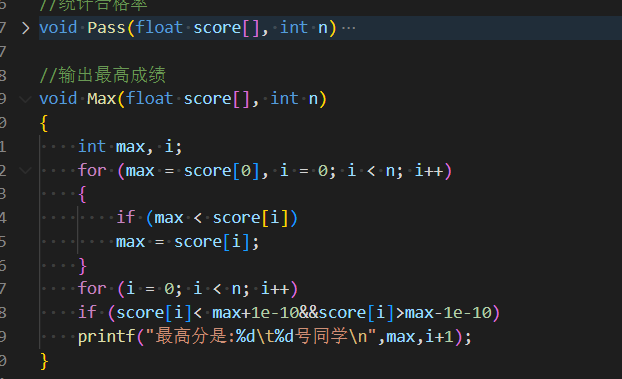 //统计合格率
void Pass(float score[], int n)…
//输出最高成绩
void Max(float score[], int n)
{
int max, i;
for (max = score[0], i = 0; i < n; i++)
{
if (max < score[i])
max = score[i];
}
for (i = 0; i < n; i++)
if (score[i]< max+1e-10&&score[i]>max-1e-10)
printf("最高分是:%d\t%d号同学\n",max,i+1);
}